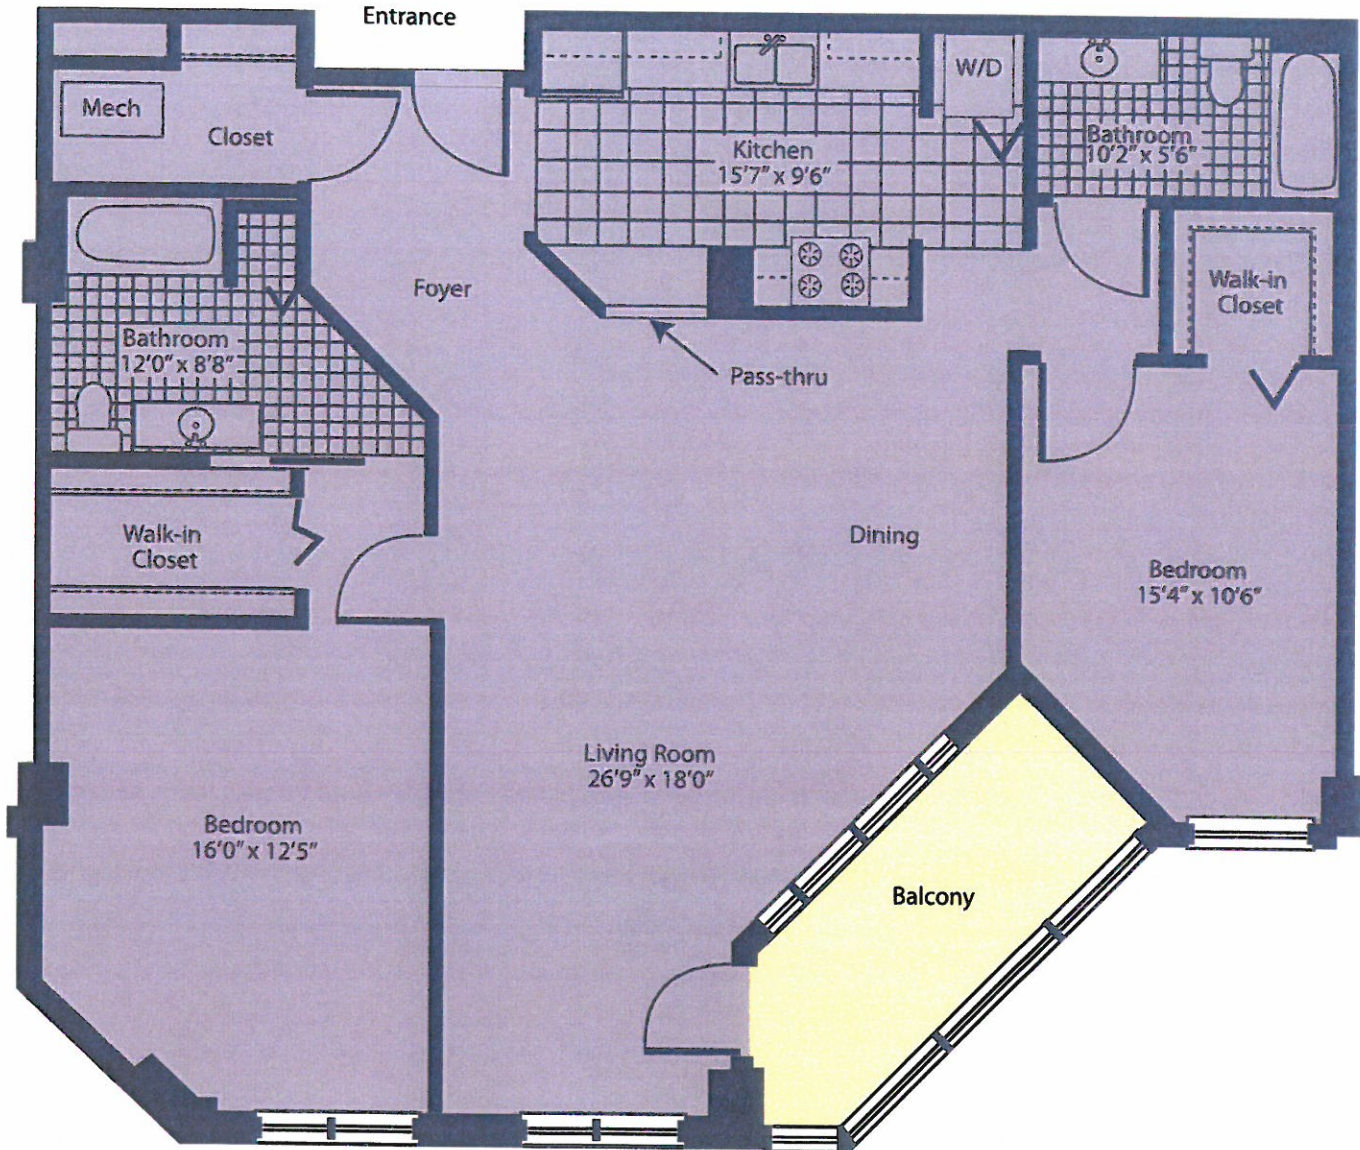 Entrance
W/D
Mech
Closet
Kitchen
15'7" x 9'6"
Bathroom
10'2" x 5'6"
Foyer
Walk-in
Closet
Bathroom
12'0" x 8'8"
Pass-thru
Walk-in
Closet
Dining
Bedroom
15'4" x 10'6"
Living Room
26'9" x 18'0"
Bedroom
16'0" x 12'5"
Balcony